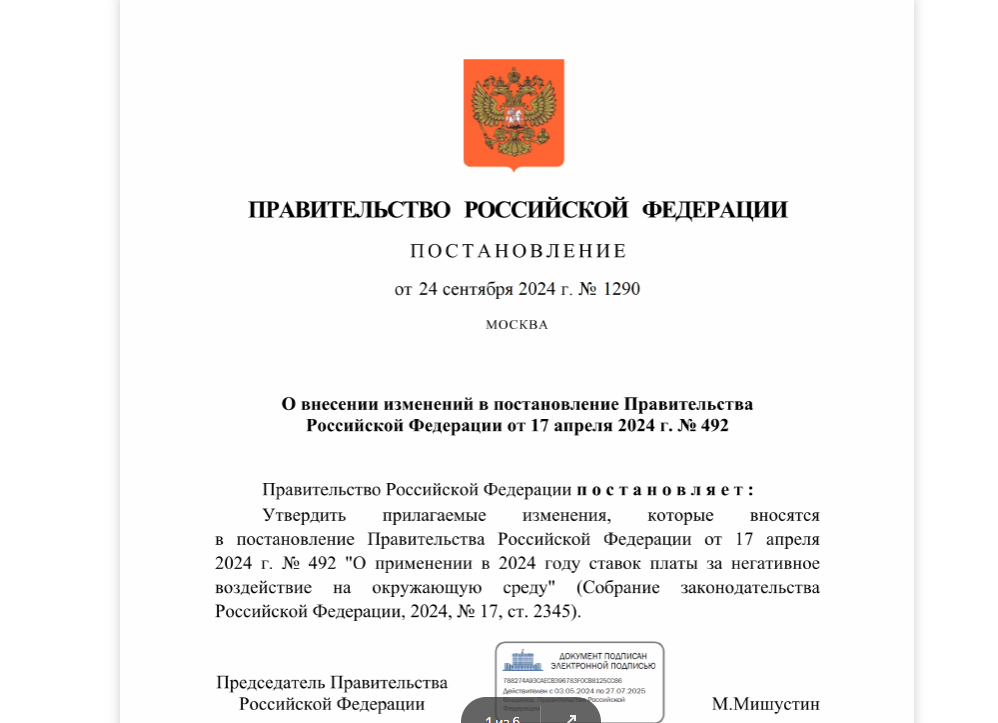 ПРАВИТЕЛЬСТВО РОССИЙСКОЙ ФЕДЕРАЦИИ
ПОСТАНОВЛЕНИЕ
от 24 сентября 2024 г. № 1290
МОСКВА
О внесении изменений в постановление Правительства
Российской Федерации от 17 апреля 2024 г. № 492
Правительство Российской Федерации постановляет:
Утвердить прилагаемые изменения, которые вносятся
в постановление Правительства Российской Федерации от 17 апреля
2024 г. № 492 "О применении в 2024 году ставок платы за негативное
воздействие на окружающую среду" (Собрание законодательства
Российской Федерации, 2024, № 17, ст. 2345).
ДОКУМЕНТ ПОДПИСАН
ЭЛЕКТРОННОЙ ПОДПИСЬЮ
Действителен с 03.05.2024 по 27.07.2025
Правительство Российской
Председатель Правительства
Российской Федерации М.Мишустин
1 из 6